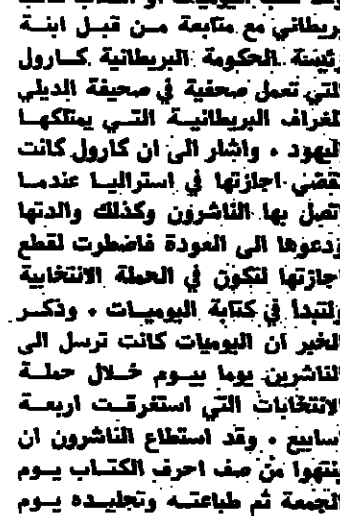 بريطاني مع متابعة من قبل ابنة
رئيسة الحكومة البريطانية كارول
التي تعمل صحفية في صحيفة الديلي
تلغراف البريطانية التي يمتلكها
اليهود . واشار الى ان كارول كانت
تقضي اجازتها في استراليا عندما
اتصل بها الناشرون وكذلك والدتها
ودعوها الى العودة فاضطرت لقطع
اجازتها لتكون في الحملة الانتخابية
ولتبدأ في كتابة اليوميات . وذكر
الخبر ان اليوميات كانت ترسل الى
الناشرين يوما بيوم خلال حملة
الانتخابات التي استغرقت اربعة
اسابيع . وقد استطاع الناشرون ان
ينتهوا من صف احرف الكتاب يوم
الجمعة ثم طباعته وتجليده يوم